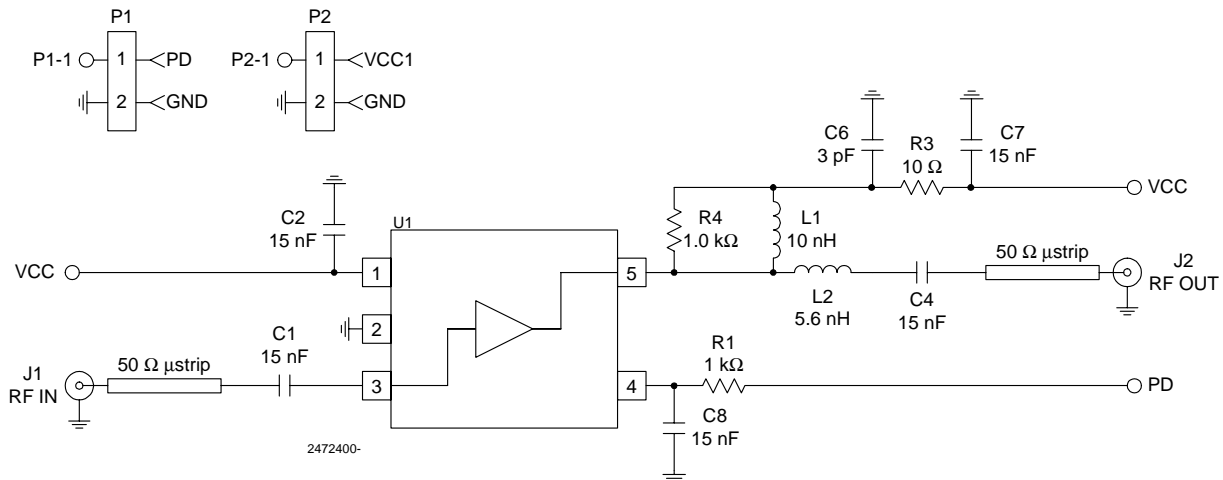 P1
P1-1
1
PD
2
GND
P2
P2-1
1
VCC1
2
GND
C6
3 pF
R3
10 Ω
C7
15 nF
VCC
C2
15 nF
U1
R4
1.0 kΩ
L1
10 nH
VCC
1
5
50 Ω μstrip
J2
RF OUT
L2
5.6 nH
C4
15 nF
2
C1
15 nF
R1
1 kΩ
J1
RF IN
50 Ω μstrip
3
4
PD
C8
15 nF
2472400-